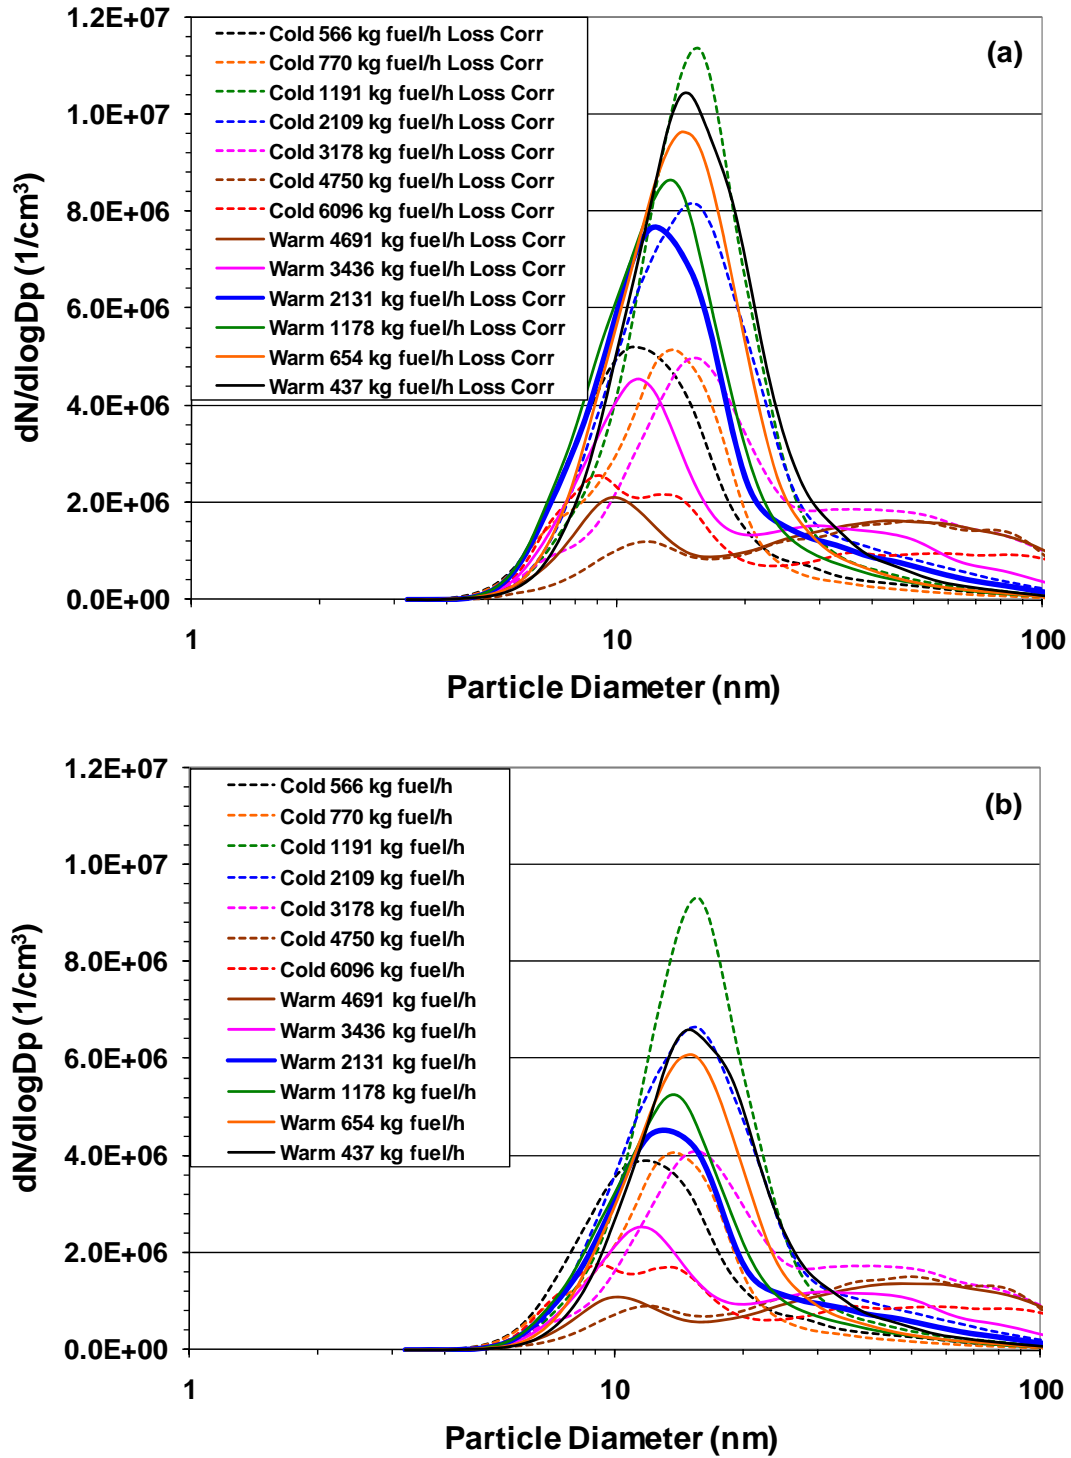 1.2E+07
1.0E+07
8.0E+06
6.0E+06
4.0E+06
2.0E+06
0.0E+00
dN/dlogDp (1/cm³)
Cold 566 kg fuel/h Loss Corr
Cold 770 kg fuel/h Loss Corr
Cold 1191 kg fuel/h Loss Corr
Cold 2109 kg fuel/h Loss Corr
Cold 3178 kg fuel/h Loss Corr
Cold 4750 kg fuel/h Loss Corr
Cold 6096 kg fuel/h Loss Corr
Warm 4691 kg fuel/h Loss Corr
Warm 3436 kg fuel/h Loss Corr
Warm 2131 kg fuel/h Loss Corr
Warm 1178 kg fuel/h Loss Corr
Warm 654 kg fuel/h Loss Corr
Warm 437 kg fuel/h Loss Corr
(a)
1 10 100
Particle Diameter (nm)
1.2E+07
1.0E+07
8.0E+06
6.0E+06
4.0E+06
2.0E+06
0.0E+00
dN/dlogDp (1/cm³)
Cold 566 kg fuel/h
Cold 770 kg fuel/h
Cold 1191 kg fuel/h
Cold 2109 kg fuel/h
Cold 3178 kg fuel/h
Cold 4750 kg fuel/h
Cold 6096 kg fuel/h
Warm 4691 kg fuel/h
Warm 3436 kg fuel/h
Warm 2131 kg fuel/h
Warm 1178 kg fuel/h
Warm 654 kg fuel/h
Warm 437 kg fuel/h
(b)
1 10 100
Particle Diameter (nm)